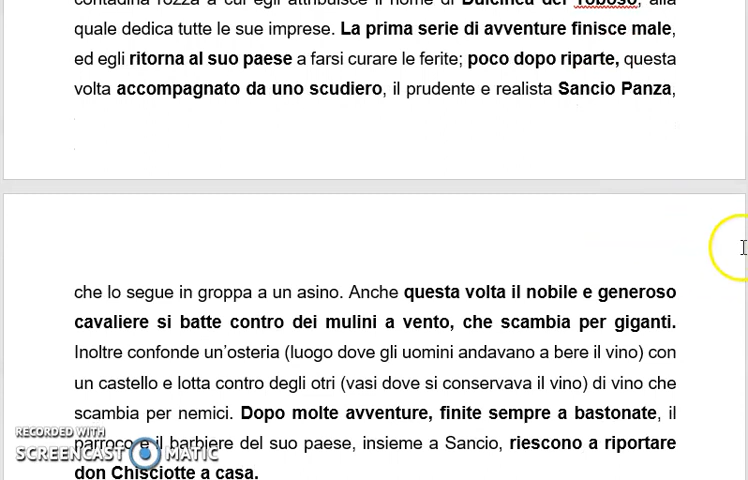 contadina rozza a cui egli attribuisce il nome di Dulcinea del Toboso, alla
quale dedica tutte le sue imprese. La prima serie di avventure finisce male,
ed egli ritorna al suo paese a farsi curare le ferite; poco dopo riparte, questa
volta accompagnato da uno scudiero, il prudente e realista Sancio Panza,
che lo segue in groppa a un asino. Anche questa volta il nobile e generoso
cavaliere si batte contro dei mulini a vento, che scambia per giganti.
Inoltre confonde un'osteria (luogo dove gli uomini andavano a bere il vino) con
un castello e lotta contro degli otri (vasi dove si conservava il vino) di vino che
scambia per nemici. Dopo molte avventure, finite sempre a bastonate, il
parroco e il barbiere del suo paese, insieme a Sancio, riescono a riportare
don Chisciotte a casa.
RECORDED WITH
SCREENCAST MATIC